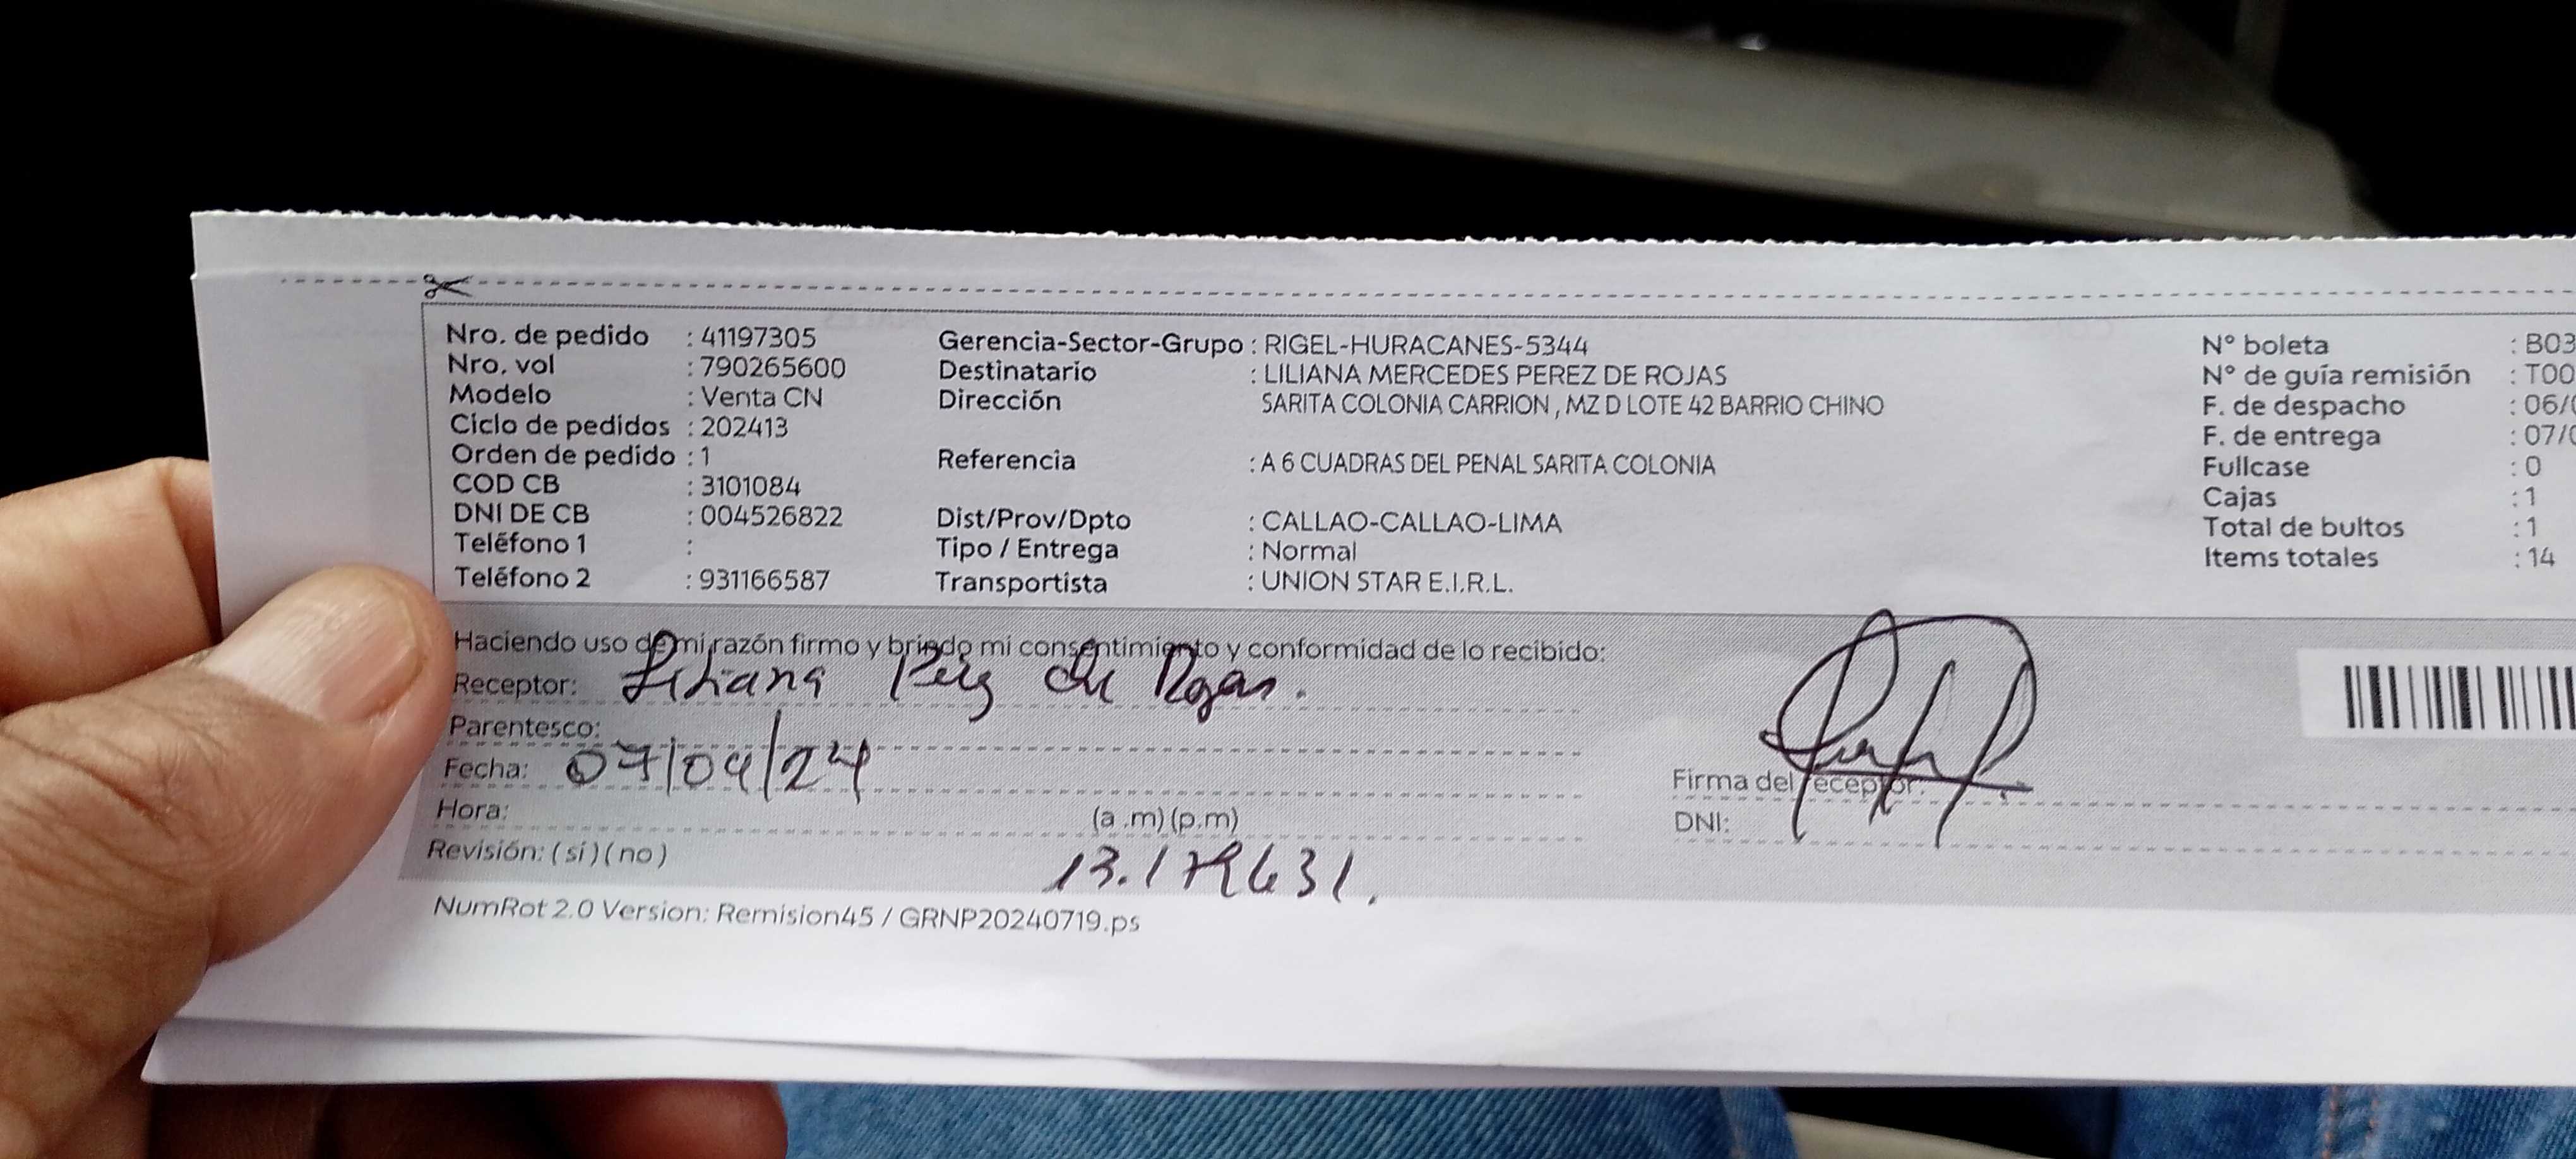 Nro. de pedido : 41197305
Nro. vol : 790265600
Modelo : Venta CN
Ciclo de pedidos : 202413
Orden de pedido : 1
COD CB : 3101084
DNI DE CB : 004526822
Teléfono 1 :
Teléfono 2 : 931166587
Gerencia-Sector-Grupo : RIGEL-HURACANES-5344
Destinatario : LILIANA MERCEDES PEREZ DE ROJAS
Dirección SARITA COLONIA CARRION , MZ D LOTE 42 BARRIO CHINO
Referencia : A 6 CUADRAS DEL PENAL SARITA COLONIA
Dist/Prov/Dpto : CALLAO-CALLAO-LIMA
Tipo / Entrega : Normal
Transportista : UNION STAR E.I.R.L.
N° boleta : B03
N° de guía remisión : T00
F. de despacho : 06/
F. de entrega : 07/
Fullcase : 0
Cajas : 1
Total de bultos : 1
Items totales : 14
Haciendo uso de mi razón firmo y brindo mi consentimiento y conformidad de lo recibido:
Receptor: Liliana Perez de Rojas.
Parentesco:
Fecha: 07/09/24
Hora: (a .m) (p.m)
Revisión: ( si ) ( no )
Firma del receptor:
DNI:
NumRot 2.0 Version: Remision45 / GRNP20240719.ps